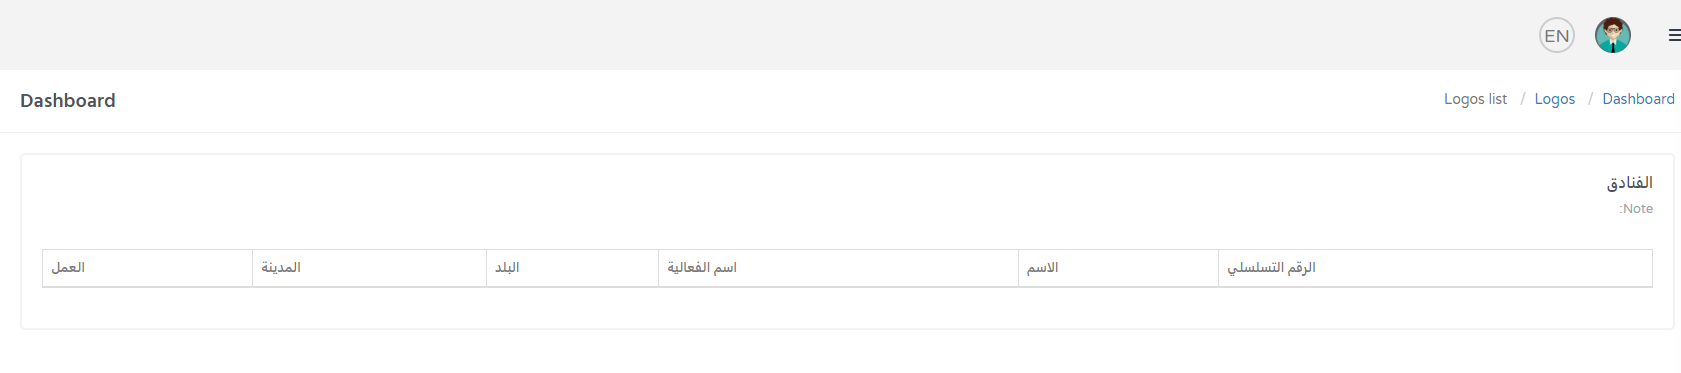 EN
Dashboard
Dashboard / Logos / Logos list
الفنادق
Note:
الرقم التسلسلي الاسم اسم الفعالية البلد المدينة العمل